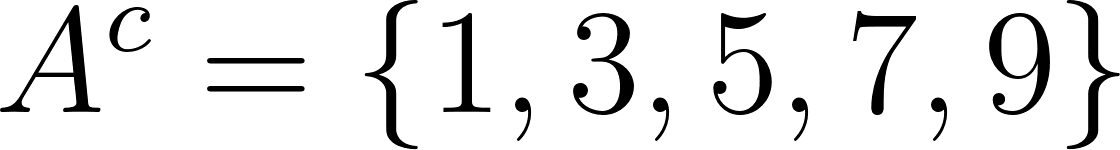 A^c = {1, 3, 5, 7, 9}